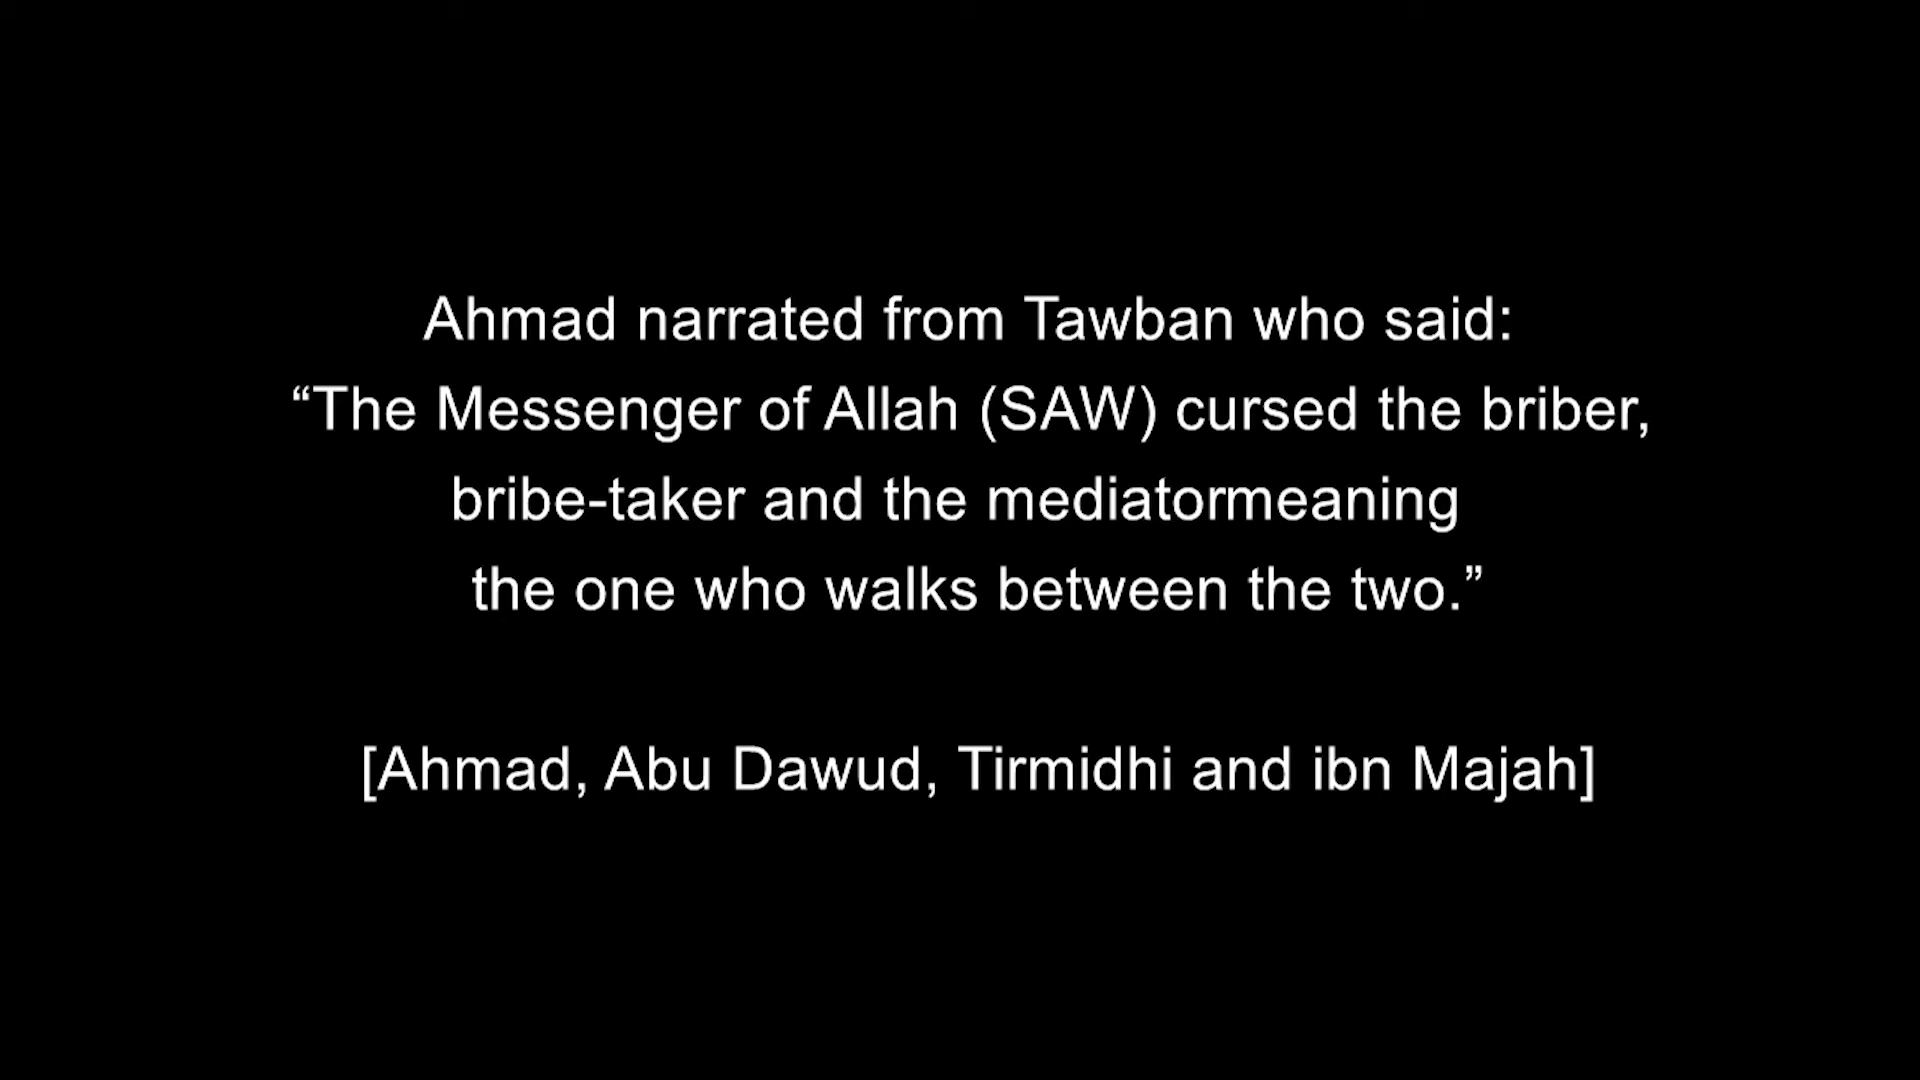 Ahmad narrated from Tawban who said:
“The Messenger of Allah (SAW) cursed the briber,
bribe-taker and the mediatormeaning
the one who walks between the two.”
[Ahmad, Abu Dawud, Tirmidhi and ibn Majah]